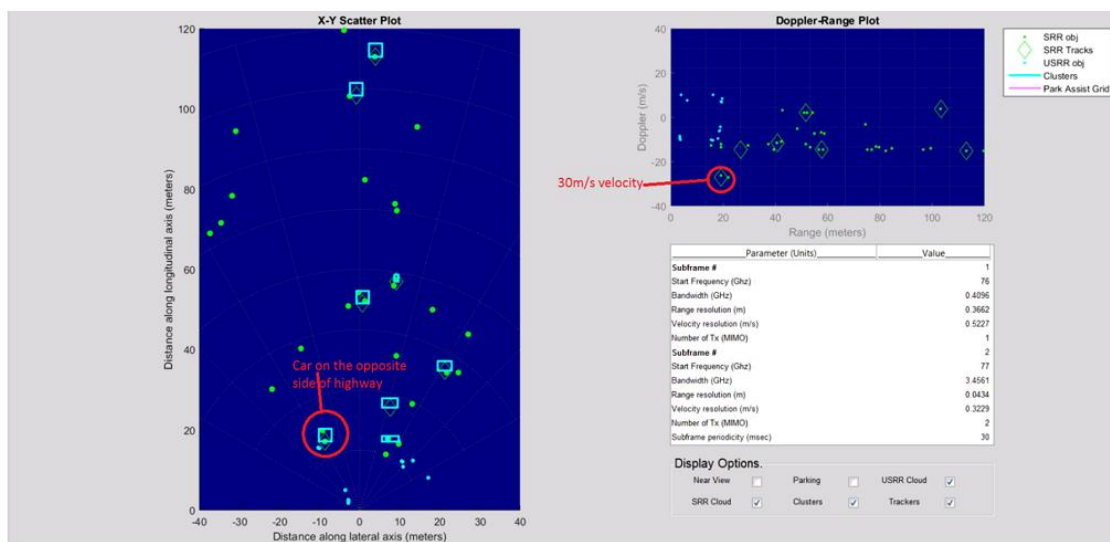 X-Y Scatter Plot
120
100
80
60
40
20
0
-40
-30
-20
-10
0
10
20
30
40
Distance along longitudinal axis (meters)
Distance along lateral axis (meters)
Car on the opposite
side of highway
Doppler-Range Plot
40
20
0
-20
-40
0
20
40
60
80
100
120
Doppler (m/s)
Range (meters)
30m/s velocity
SRR obj
SRR Tracks
USRR obj
Clusters
Park Assist Grid
Parameter (Units) Value
Subframe # 1
Start Frequency (Ghz) 76
Bandwidth (GHz) 0.4096
Range resolution (m) 0.3662
Velocity resolution (m/s) 0.5227
Number of Tx (MIMO) 1
Subframe # 2
Start Frequency (Ghz) 77
Bandwidth (GHz) 3.4561
Range resolution (m) 0.0434
Velocity resolution (m/s) 0.3229
Number of Tx (MIMO) 2
Subframe periodicity (msec) 30
Display Options.
Near View Parking USRR Cloud
SRR Cloud Clusters Trackers